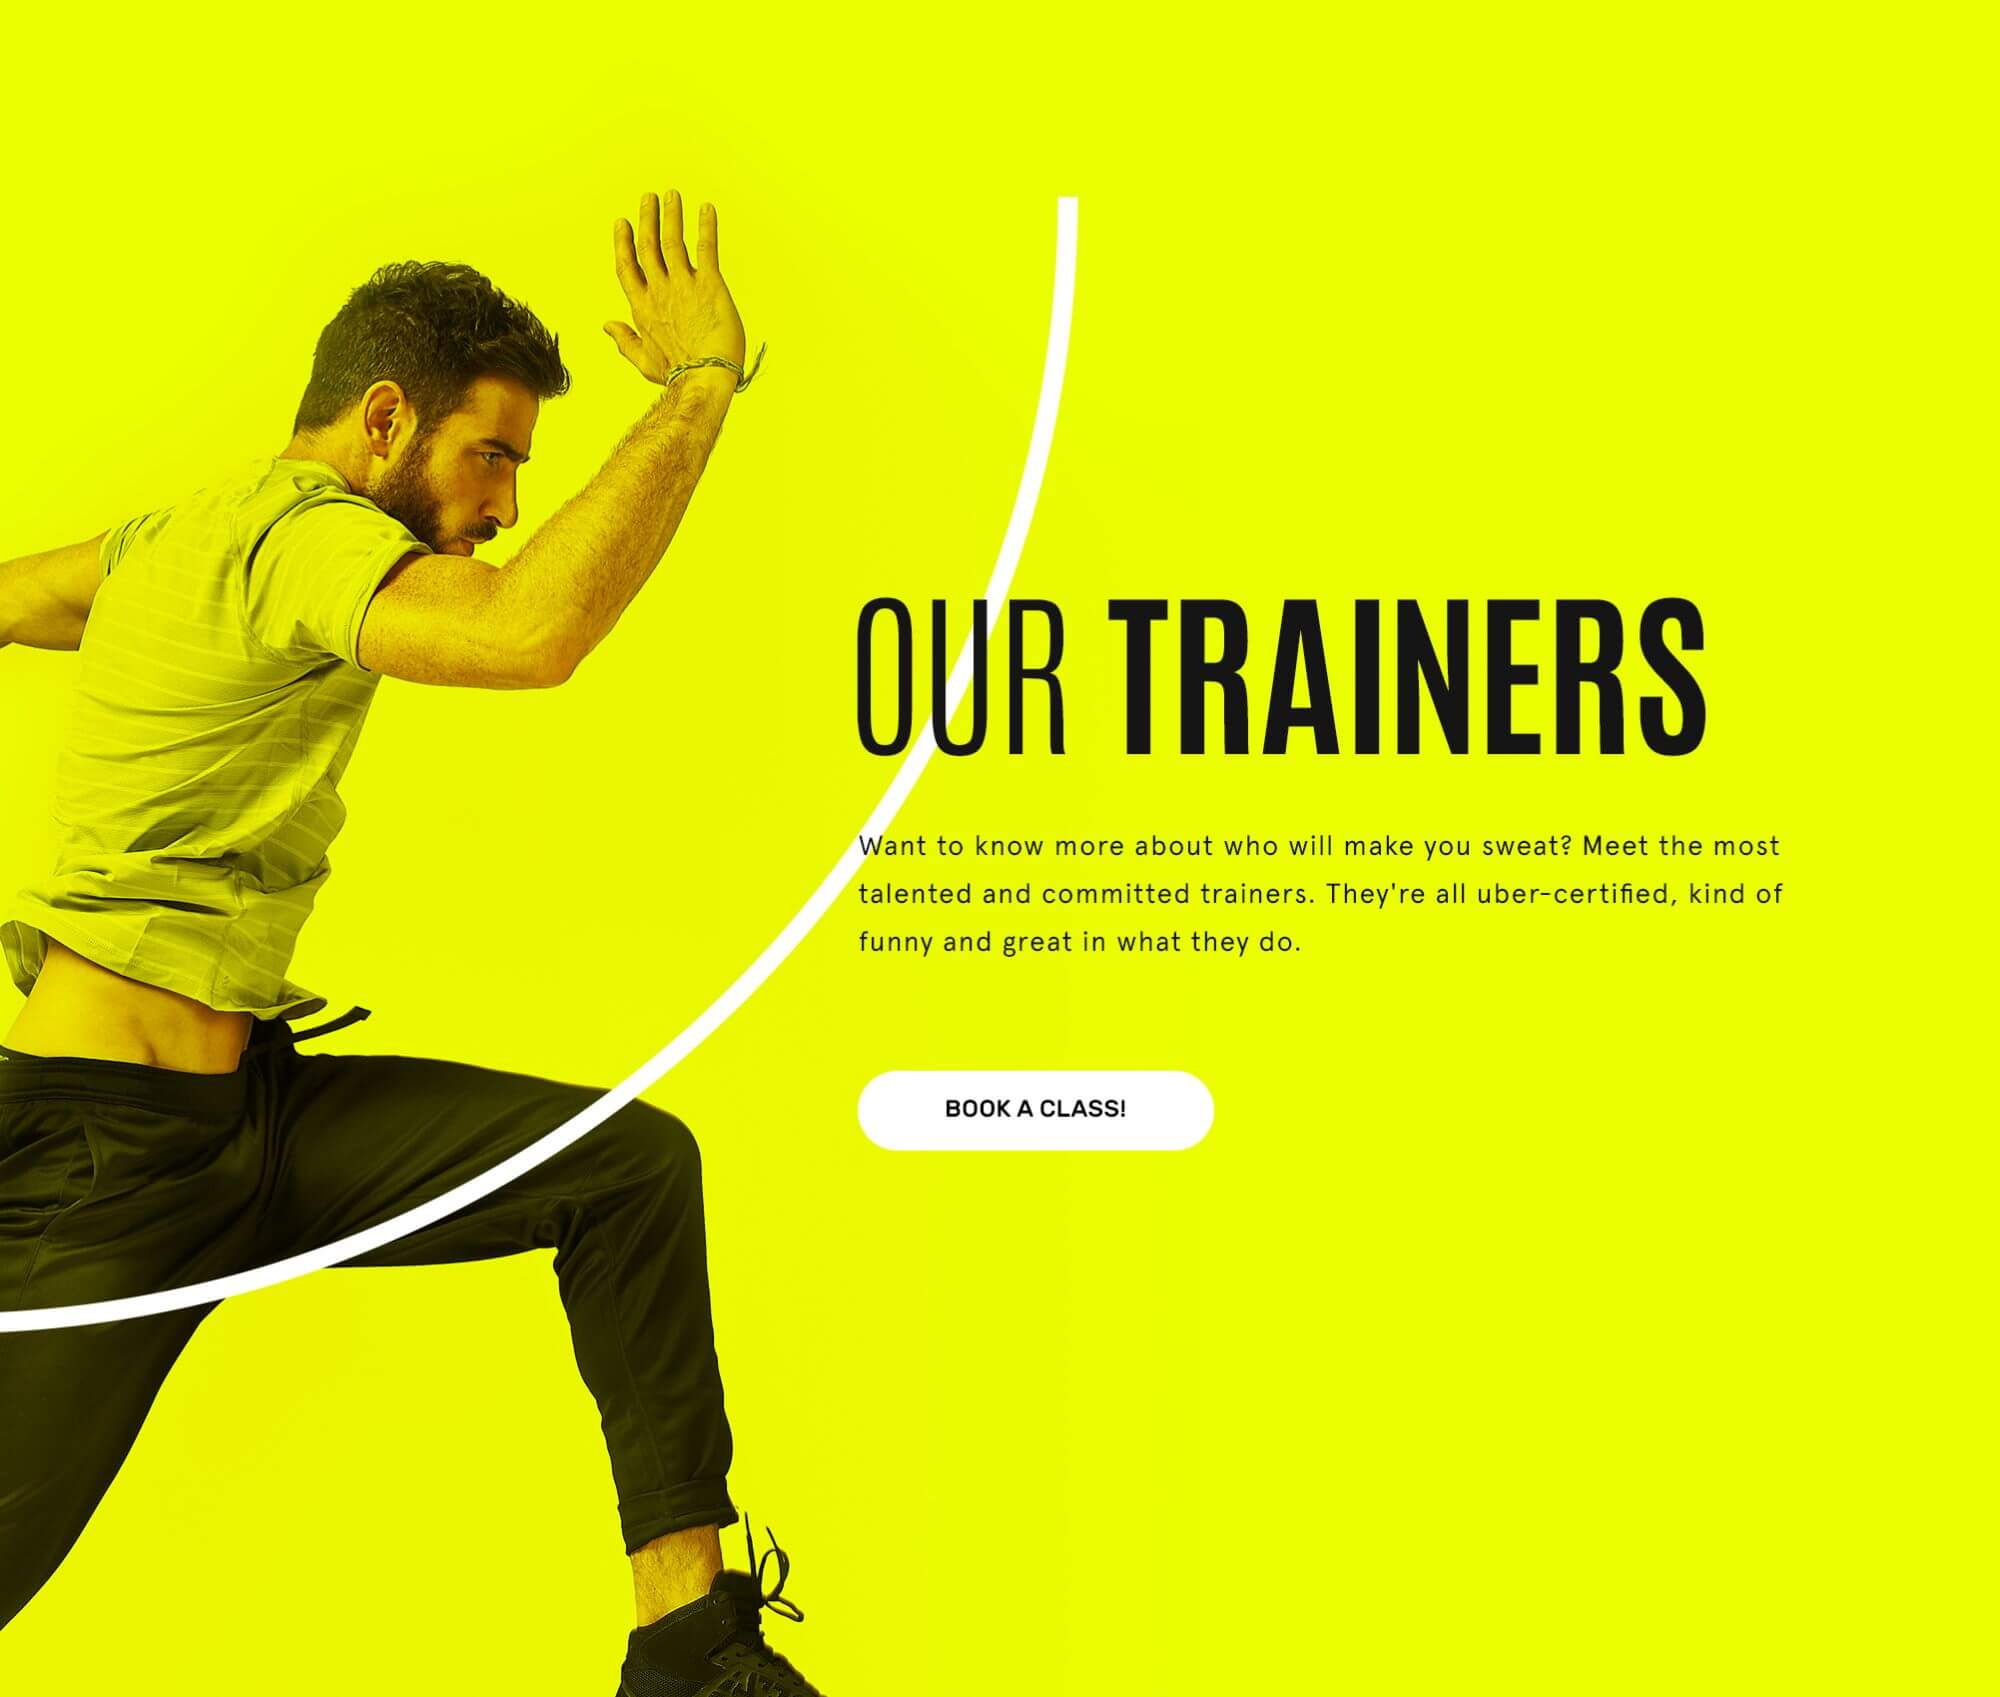 OUR TRAINERS
Want to know more about who will make you sweat? Meet the most
talented and committed trainers. They're all uber-certified, kind of
funny and great in what they do.
BOOK A CLASS!